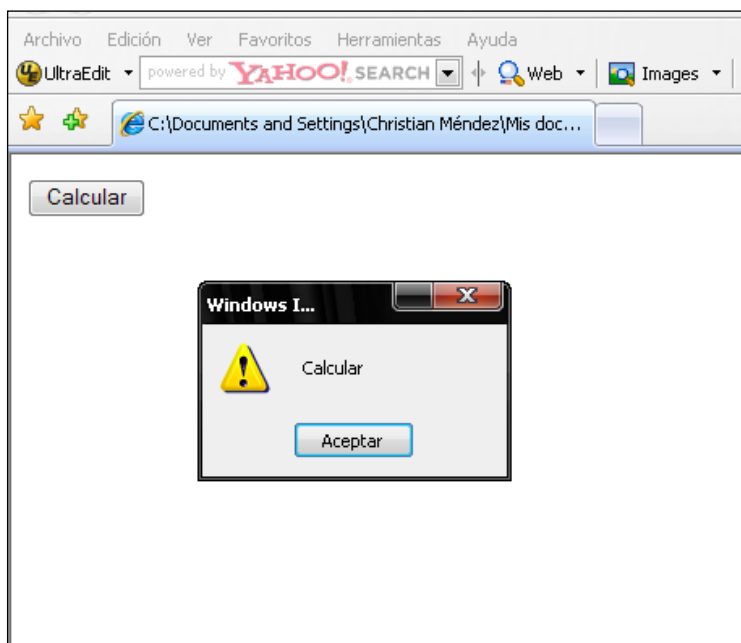 Archivo Edición Ver Favoritos Herramientas Ayuda
UltraEdit powered by YAHOO! SEARCH Web Images
C:\Documents and Settings\Christian Méndez\Mis doc...
Calcular
Windows I...
Calcular
Aceptar